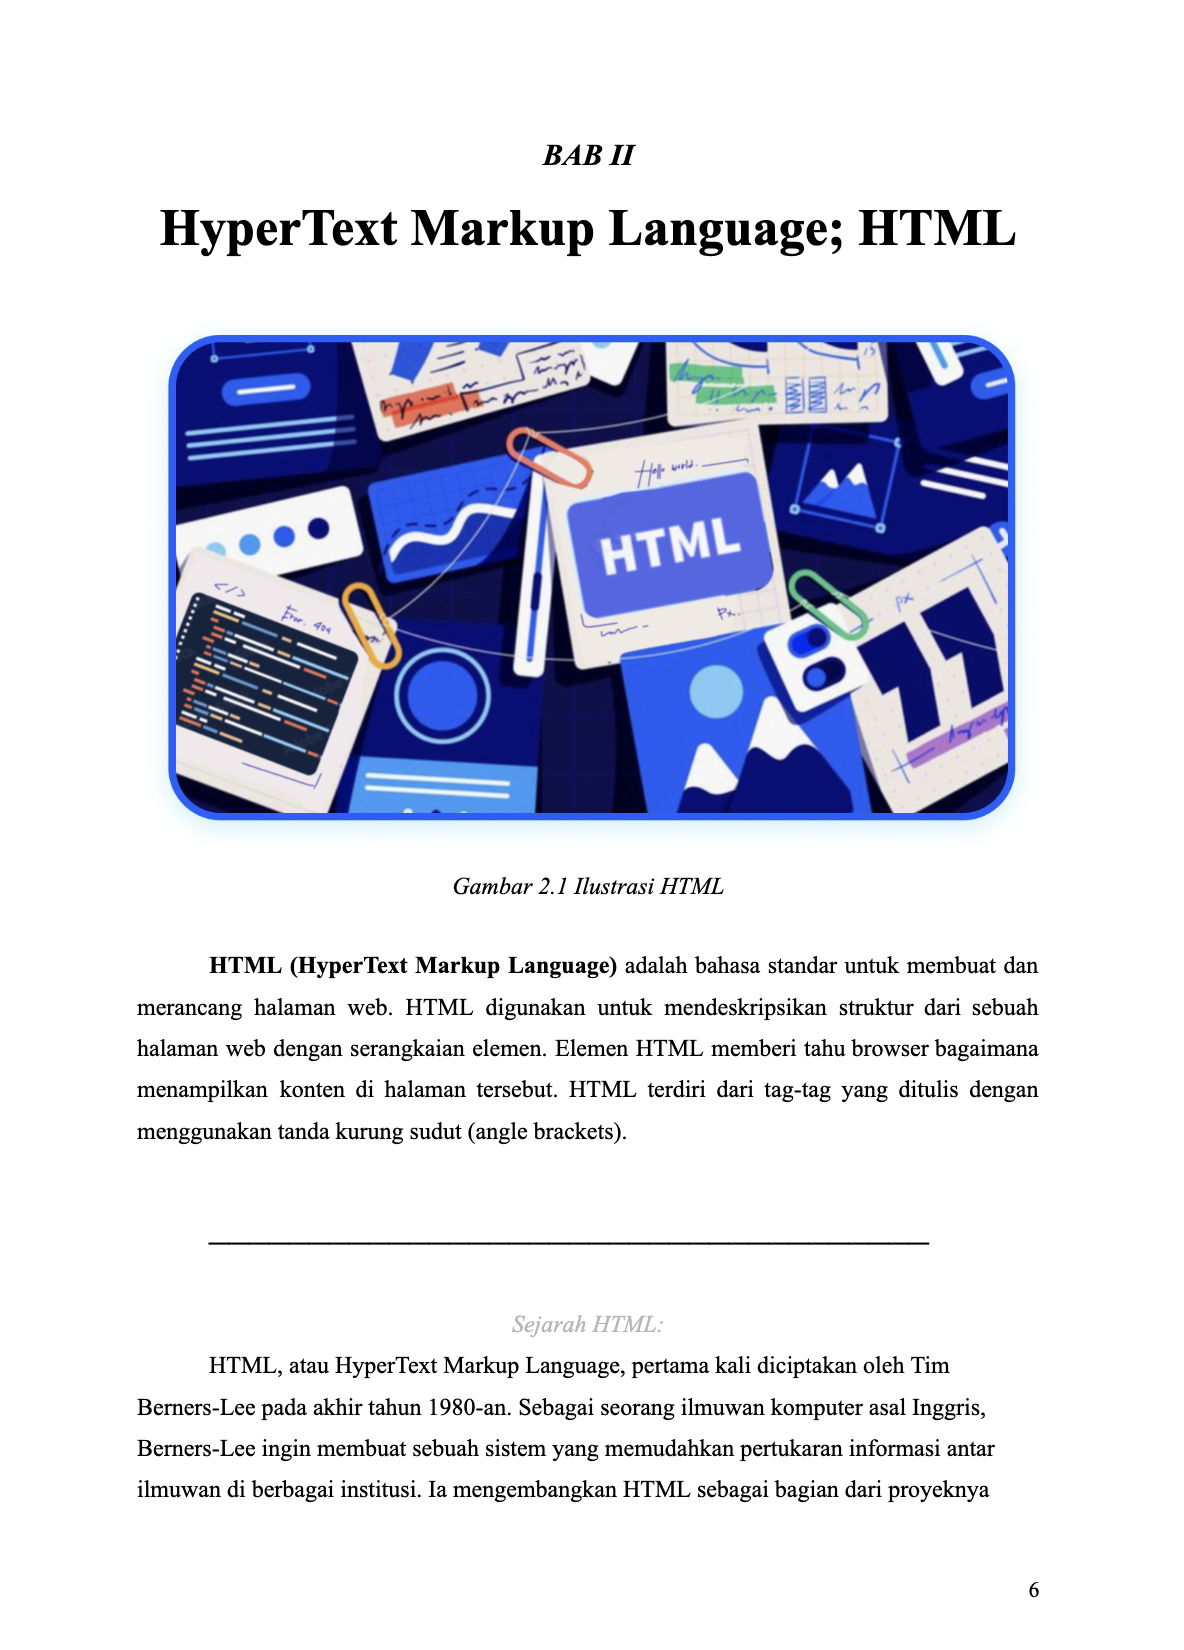 BAB II
HyperText Markup Language; HTML
Hello world.
HTML
px
</>
Error. 404
Px.
Gambar 2.1 Ilustrasi HTML
HTML (HyperText Markup Language) adalah bahasa standar untuk membuat dan
merancang halaman web. HTML digunakan untuk mendeskripsikan struktur dari sebuah
halaman web dengan serangkaian elemen. Elemen HTML memberi tahu browser bagaimana
menampilkan konten di halaman tersebut. HTML terdiri dari tag-tag yang ditulis dengan
menggunakan tanda kurung sudut (angle brackets).
Sejarah HTML:
HTML, atau HyperText Markup Language, pertama kali diciptakan oleh Tim
Berners-Lee pada akhir tahun 1980-an. Sebagai seorang ilmuwan komputer asal Inggris,
Berners-Lee ingin membuat sebuah sistem yang memudahkan pertukaran informasi antar
ilmuwan di berbagai institusi. Ia mengembangkan HTML sebagai bagian dari proyeknya
6